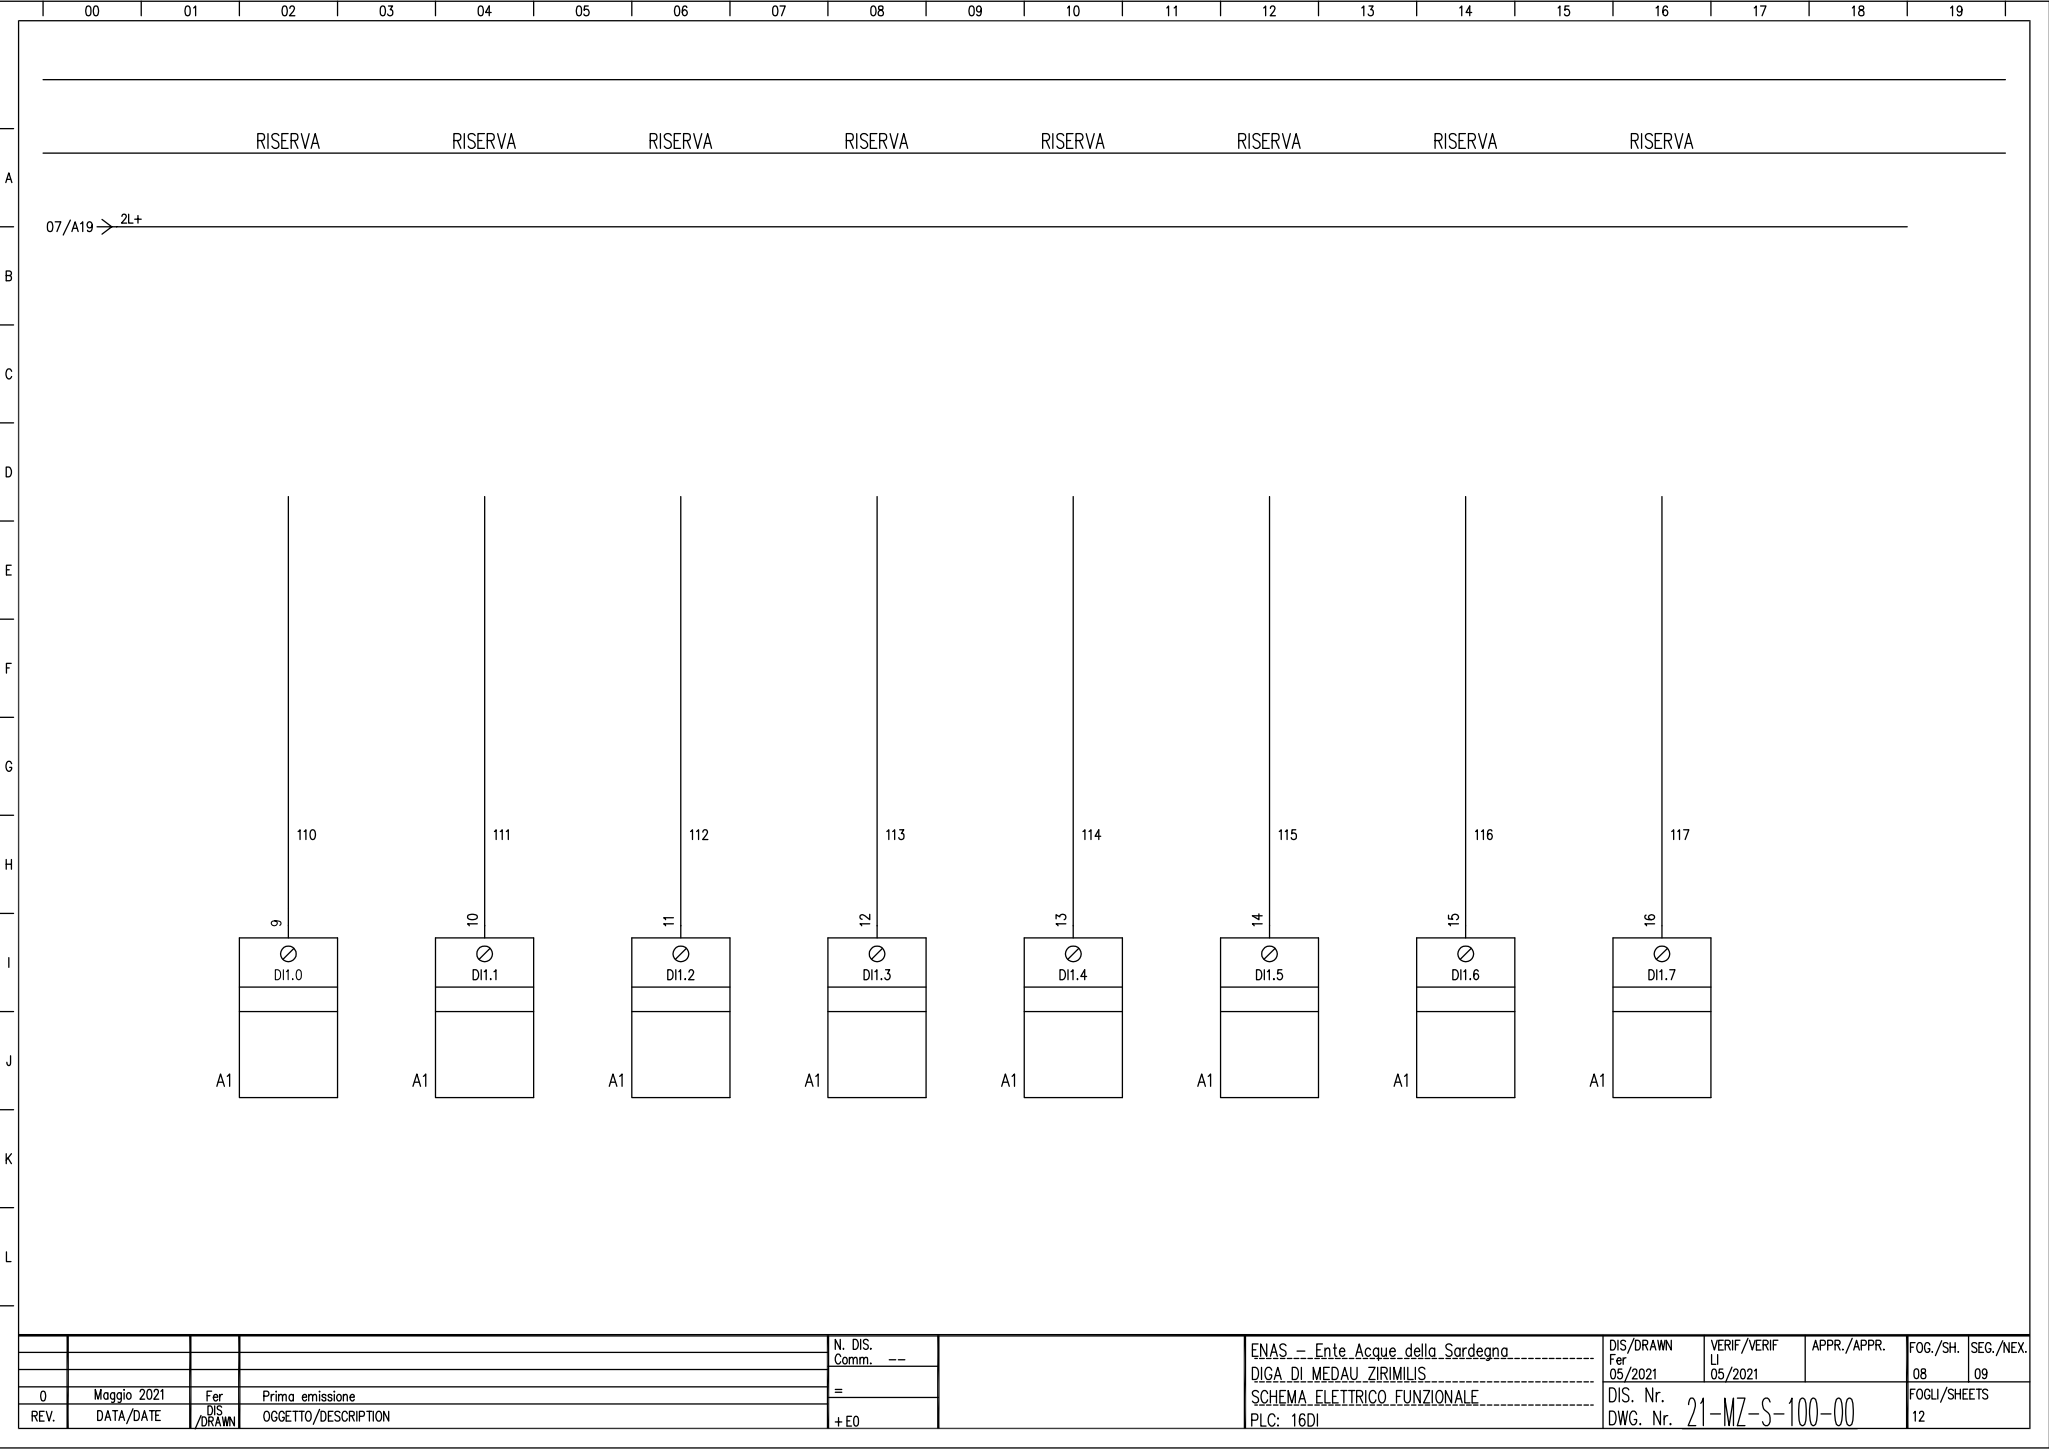 00 01 02 03 04 05 06 07 08 09 10 11 12 13 14 15 16 17 18 19
RISERVA RISERVA RISERVA RISERVA RISERVA RISERVA RISERVA RISERVA
A
07/A19 2L+
B
C
D
E
F
G
110 111 112 113 114 115 116 117
H
9 10 11 12 13 14 15 16
I
DI1.0 DI1.1 DI1.2 DI1.3 DI1.4 DI1.5 DI1.6 DI1.7
J
A1 A1 A1 A1 A1 A1 A1 A1
K
L
0 Maggio 2021 Fer Prima emissione
REV. DATA/DATE DIS /DRAWN OGGETTO/DESCRIPTION
N. DIS.
Comm. --
=
+E0
ENAS - Ente Acque della Sardegna
DIGA DI MEDAU ZIRIMILIS
SCHEMA ELETTRICO FUNZIONALE
PLC: 16DI
DIS/DRAWN
Fer
05/2021
VERIF/VERIF
LI
05/2021
APPR./APPR.
FOG./SH.
08
SEG./NEX.
09
DIS. Nr.
DWG. Nr. 21-MZ-S-100-00
FOGLI/SHEETS
12